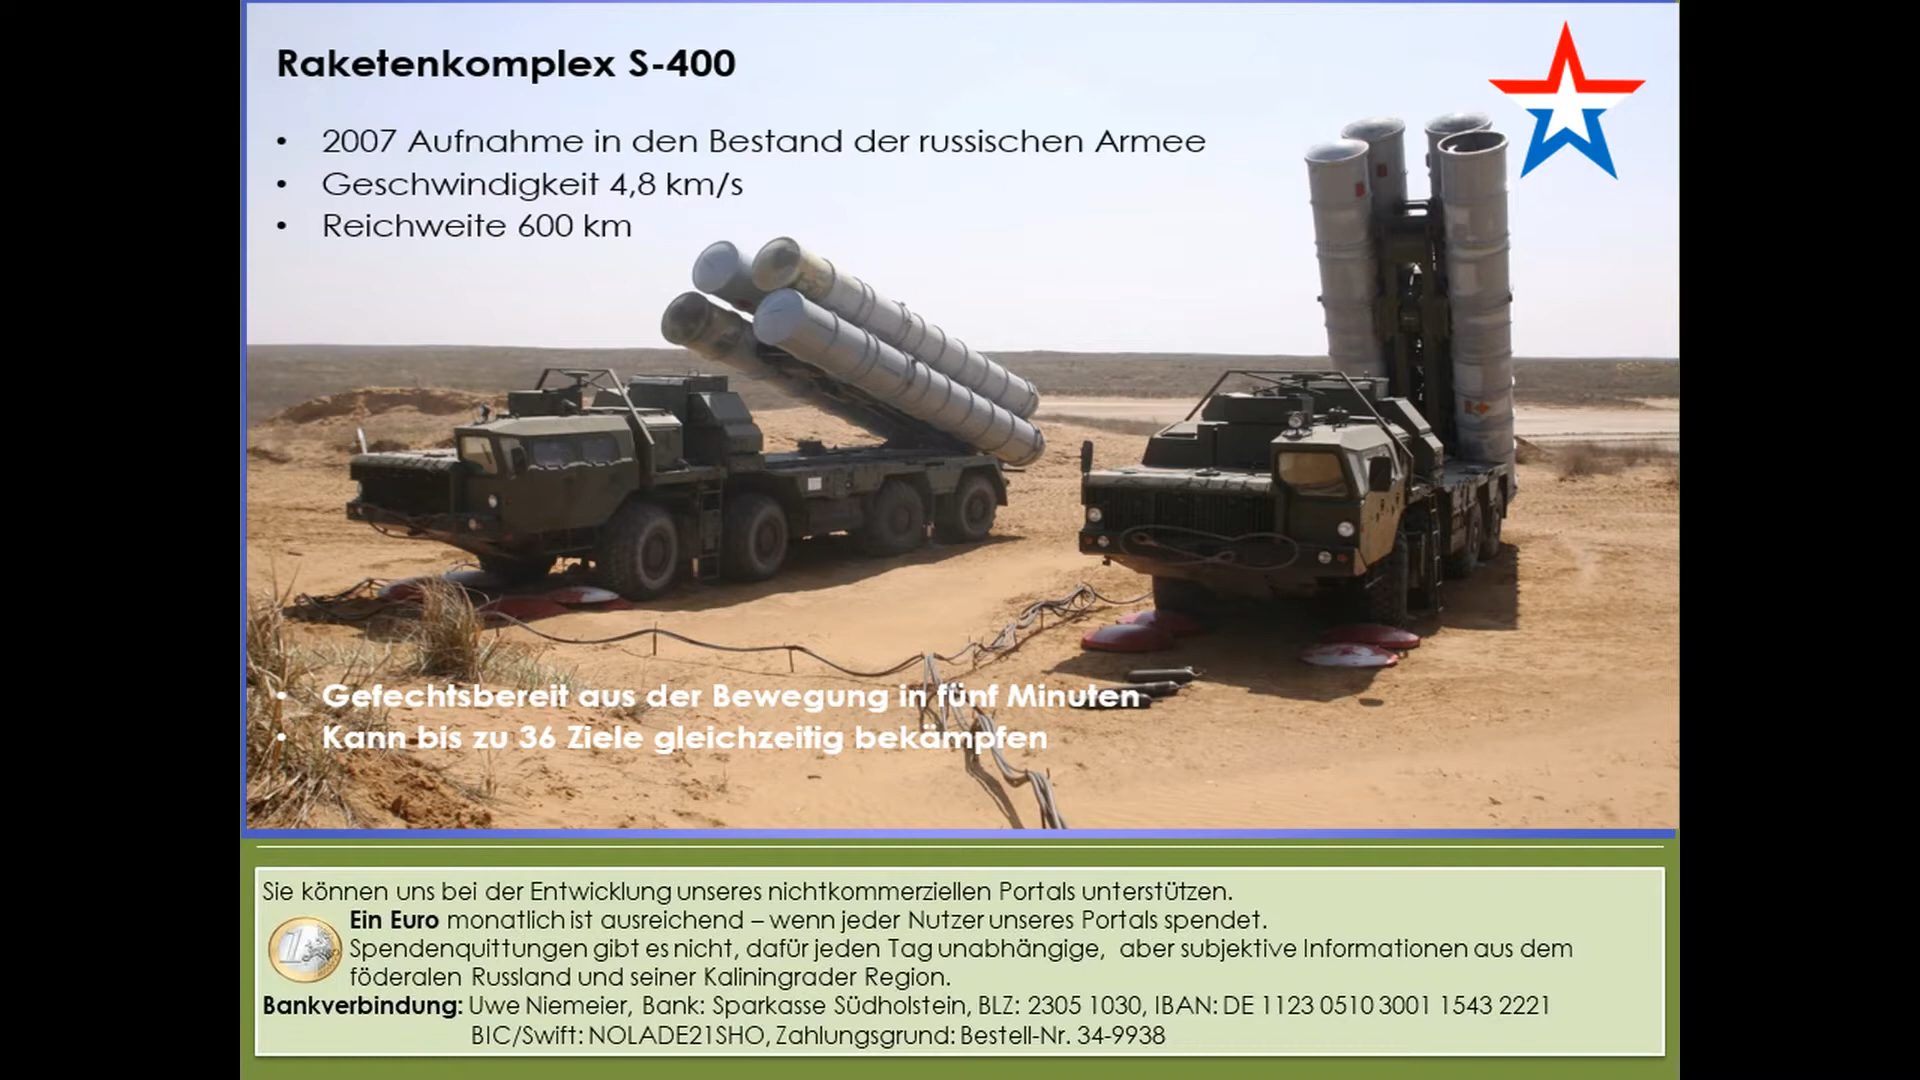 Raketenkomplex S-400
• 2007 Aufnahme in den Bestand der russischen Armee
• Geschwindigkeit 4,8 km/s
• Reichweite 600 km
• Gefechtsbereit aus der Bewegung in fünf Minuten
• Kann bis zu 36 Ziele gleichzeitig bekämpfen
Sie können uns bei der Entwicklung unseres nichtkommerziellen Portals unterstützen.
Ein Euro monatlich ist ausreichend – wenn jeder Nutzer unseres Portals spendet.
Spendenquittungen gibt es nicht, dafür jeden Tag unabhängige, aber subjektive Informationen aus dem
föderalen Russland und seiner Kaliningrader Region.
Bankverbindung: Uwe Niemeier, Bank: Sparkasse Südholstein, BLZ: 2305 1030, IBAN: DE 1123 0510 3001 1543 2221
BIC/Swift: NOLADE21SHO, Zahlungsgrund: Bestell-Nr. 34-9938